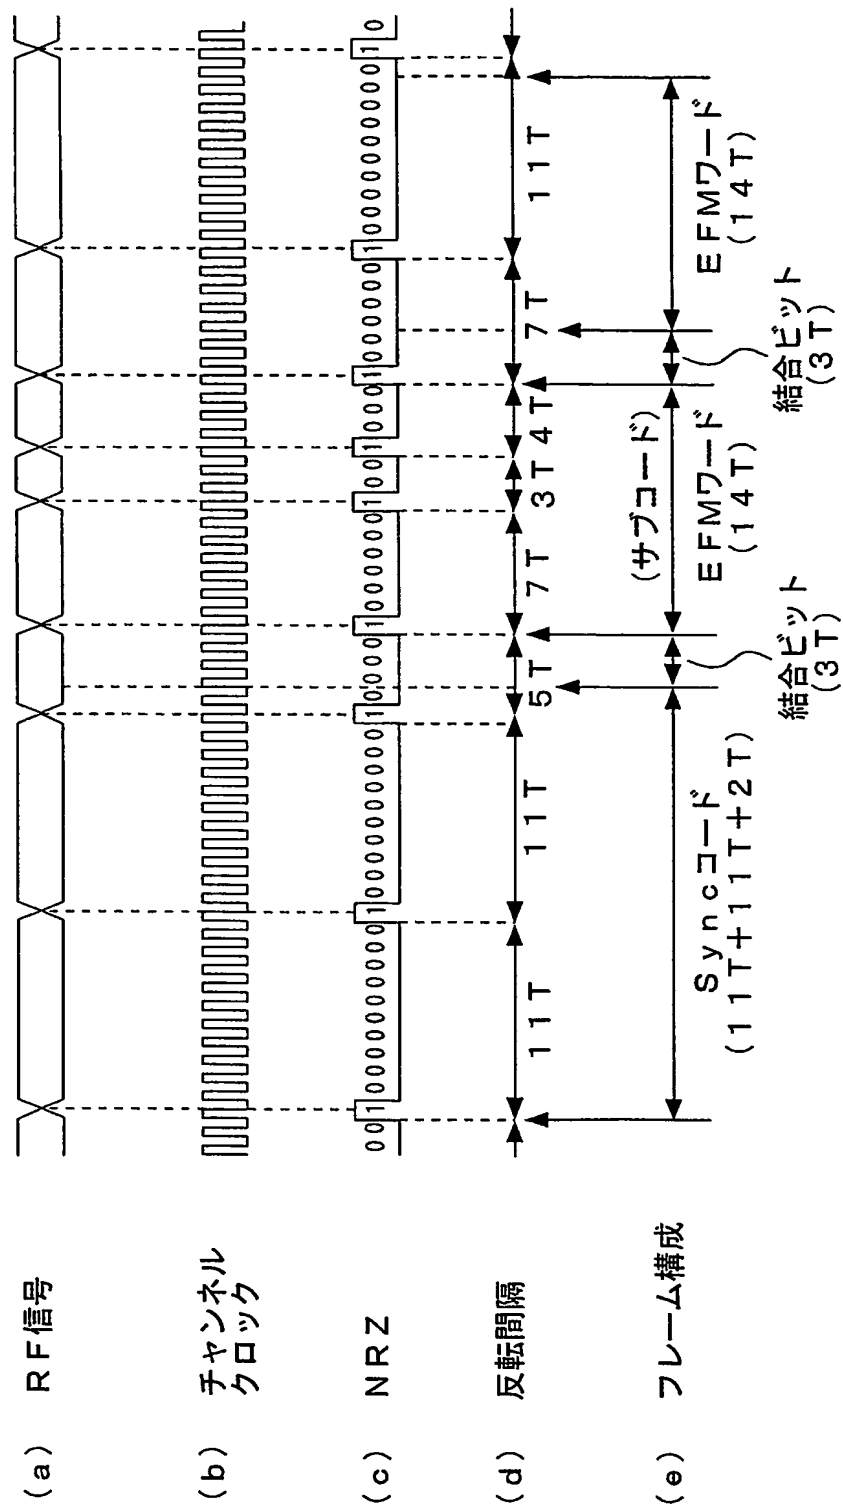 (a) RF信号
(b) チャンネル
クロック
(c) NRZ
001000000000010000000000100001000000100100010000001000000000010
(d) 反転間隔
11T 11T 5T 7T 3T 4T 7T 11T
(e) フレーム構成
Syncコード
(11T+11T+2T)
結合ビット
(3T)
(サブコード)
EFMワード
(14T)
結合ビット
(3T)
EFMワード
(14T)